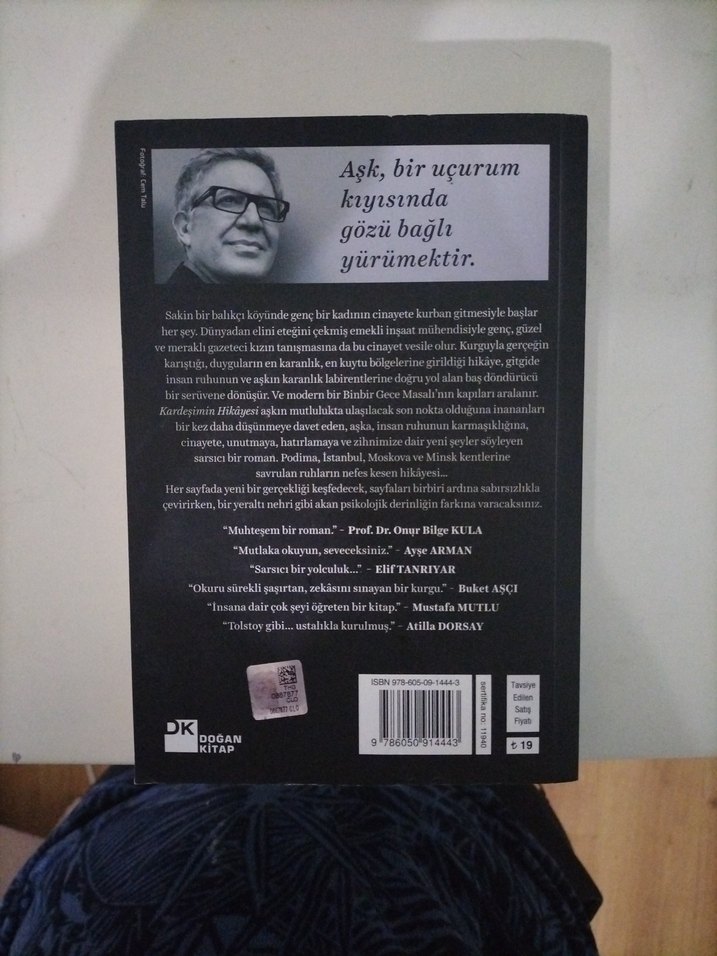 Fotoğraf: Cem Talu
Aşk, bir uçurum
kıyısında
gözü bağlı
yürümektir.
Sakin bir balıkçı köyünde genç bir kadının cinayete kurban gitmesiyle başlar
her şey. Dünyadan elini eteğini çekmiş emekli inşaat mühendisiyle genç, güzel
ve meraklı gazeteci kızın tanışmasına da bu cinayet vesile olur. Kurguyla gerçeğin
karıştığı, duyguların en karanlık, en kuytu bölgelerine girildiği hikâye, gitgide
insan ruhunun ve aşkın karanlık labirentlerine doğru yol alan baş döndürücü
bir serüvene dönüşür. Ve modern bir Binbir Gece Masalı’nın kapıları aralanır.
Kardeşimin Hikâyesi aşkın mutlulukta ulaşılacak son nokta olduğuna inananları
bir kez daha düşünmeye davet eden, aşka, insan ruhunun karmaşıklığına,
cinayete, unutmaya, hatırlamaya ve zihnimize dair yeni şeyler söyleyen
sarsıcı bir roman. Podima, İstanbul, Moskova ve Minsk kentlerine
savrulan ruhların nefes kesen hikâyesi...
Her sayfada yeni bir gerçekliği keşfedecek, sayfaları birbiri ardına sabırsızlıkla
çevirirken, bir yeraltı nehri gibi akan psikolojik derinliğin farkına varacaksınız.
“Muhteşem bir roman.” - Prof. Dr. Onur Bilge KULA
“Mutlaka okuyun, seveceksiniz.” - Ayşe ARMAN
“Sarsıcı bir yolculuk...” - Elif TANRIYAR
“Okuru sürekli şaşırtan, zekâsını sınayan bir kurgu.” - Buket AŞÇI
“İnsana dair çok şeyi öğreten bir kitap.” - Mustafa MUTLU
“Tolstoy gibi... ustalıkla kurulmuş.” - Atilla DORSAY
DK
DOĞAN
KİTAP
ISBN 978-605-09-1444-3
9 786050 914443
sertifika no: 11940
Tavsiye
Edilen
Satış
Fiyatı
₺ 19